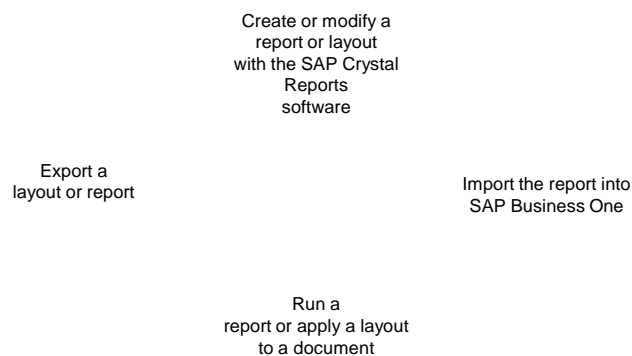 Create or modify a
report or layout
with the SAP Crystal
Reports
software
Export a
layout or report
Import the report into
SAP Business One
Run a
report or apply a layout
to a document